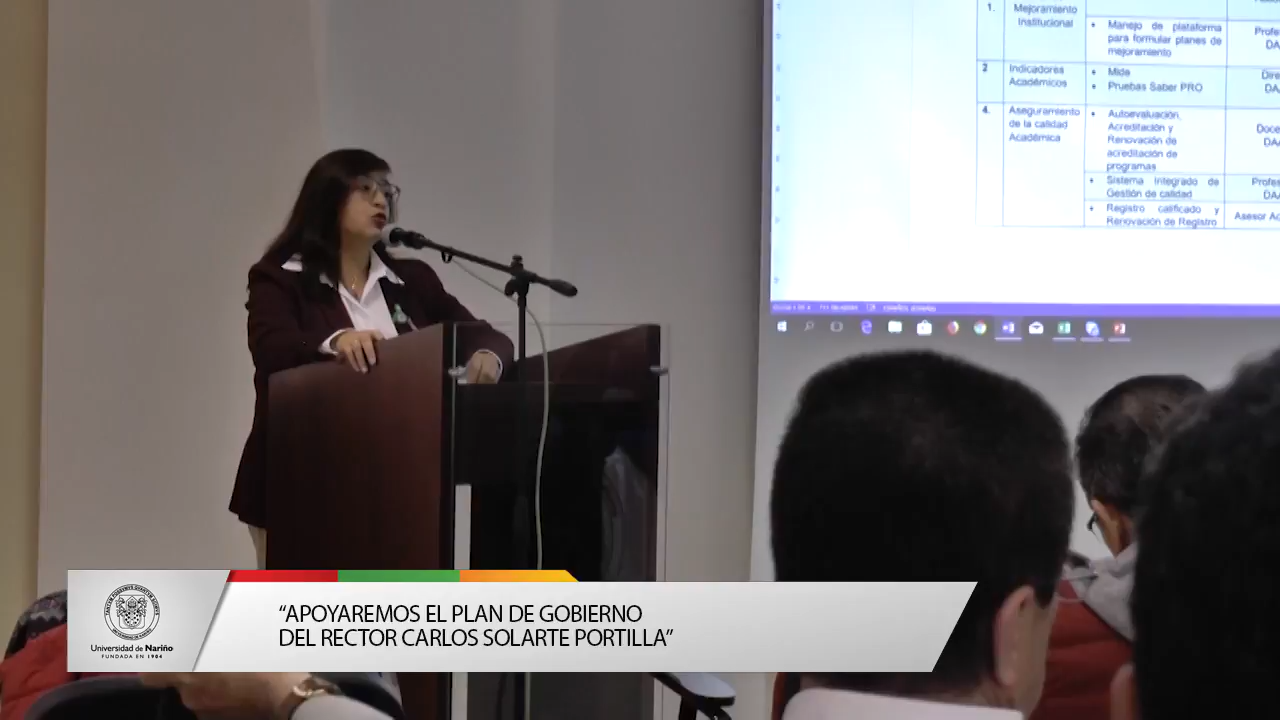 1.
Mejoramiento
Institucional
• Manejo de plataforma
para formular planes de
mejoramiento
2
Indicadores
Académicos
• Mide
• Pruebas Saber PRO
4.
Aseguramiento
de la calidad
Académica
• Autoevaluación,
Acreditación y
Renovación de
acreditación de
programas
• Sistema Integrado de
Gestión de calidad
• Registro calificado y
Renovación de Registro
Asesor
“APOYAREMOS EL PLAN DE GOBIERNO
DEL RECTOR CARLOS SOLARTE PORTILLA”
Universidad de Nariño
FUNDADA EN 1904